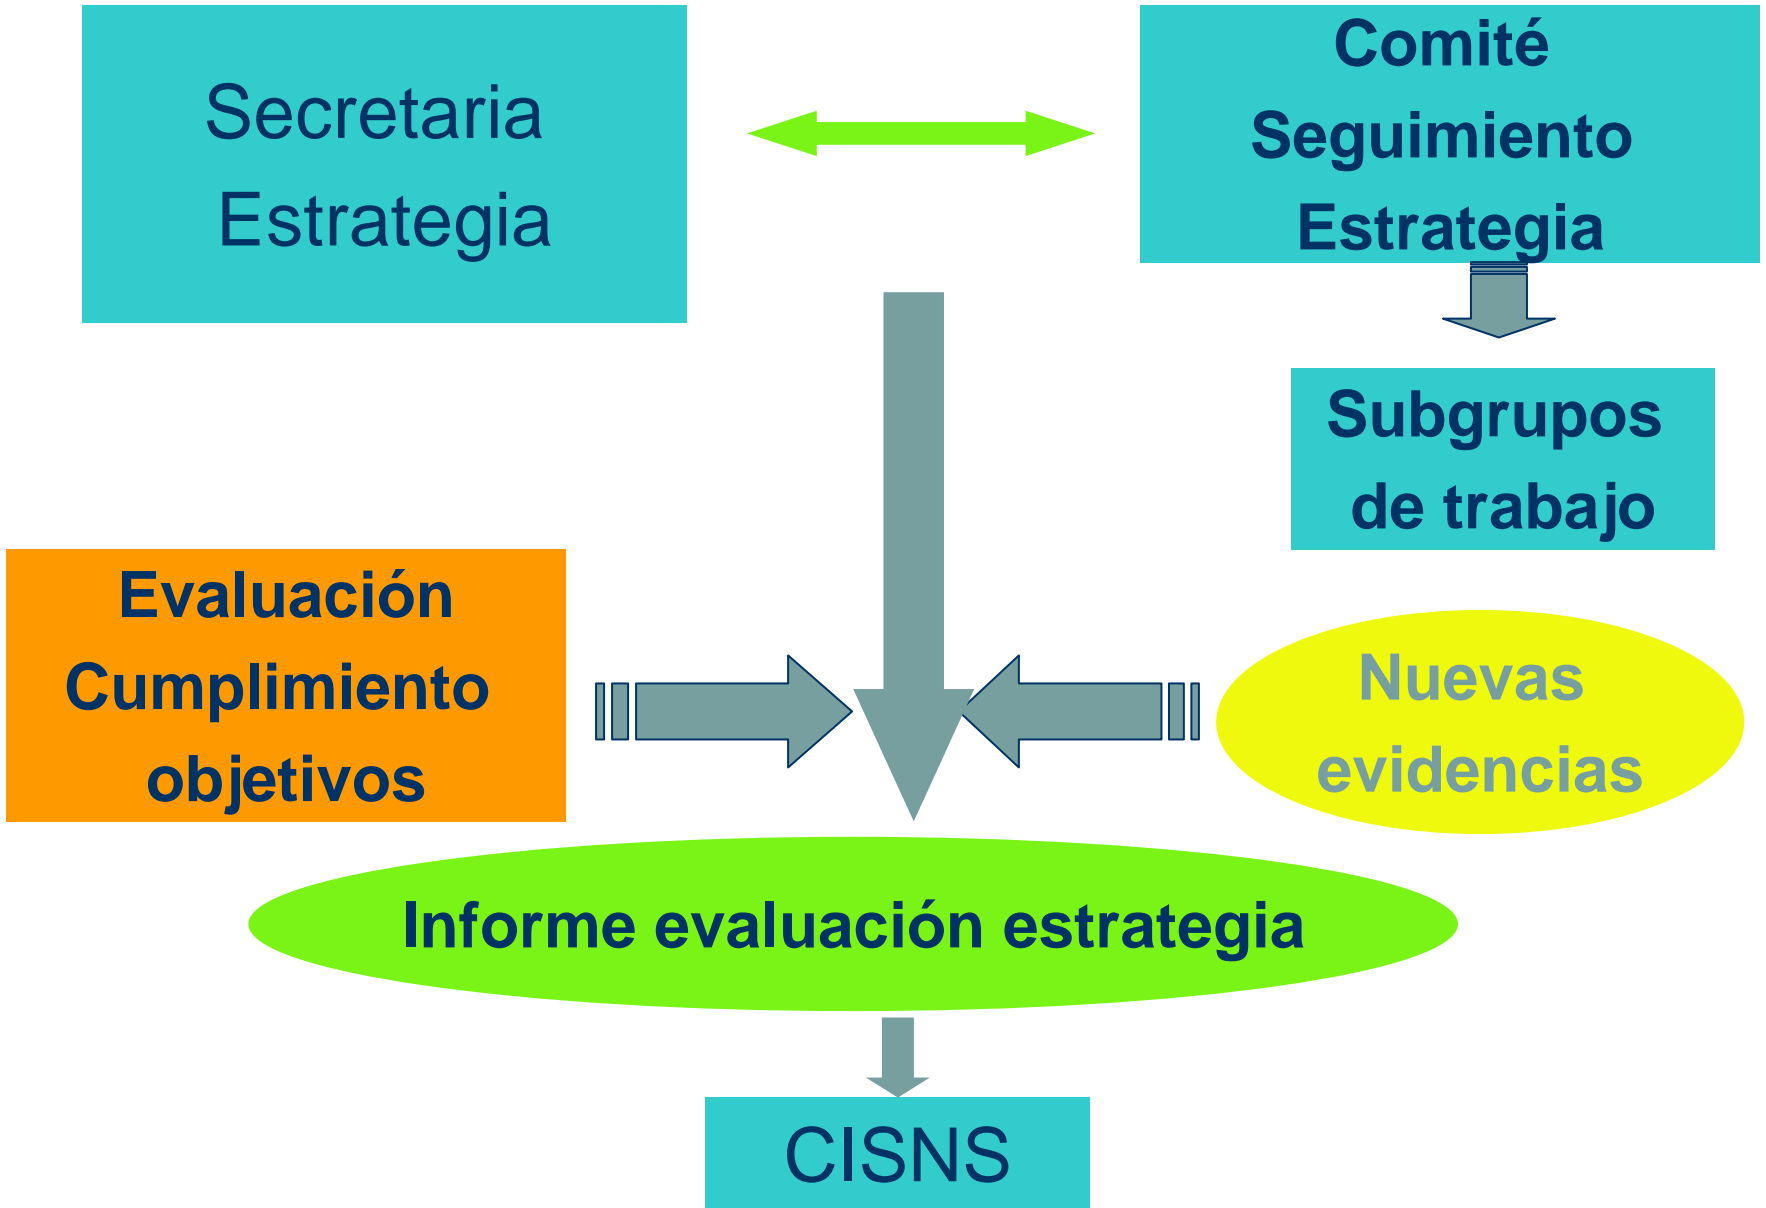 Secretaria
Estrategia
Comité
Seguimiento
Estrategia
Subgrupos
de trabajo
Evaluación
Cumplimiento
objetivos
Nuevas
evidencias
Informe evaluación estrategia
CISNS